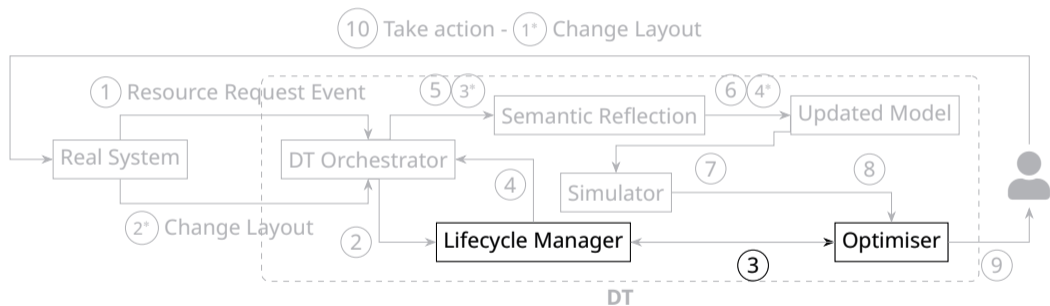 10 Take action - 1* Change Layout
1 Resource Request Event
5 3*
6 4*
Semantic Reflection
Updated Model
Real System
DT Orchestrator
4
7
8
Simulator
2* Change Layout
2
Lifecycle Manager
3
Optimiser
9
DT